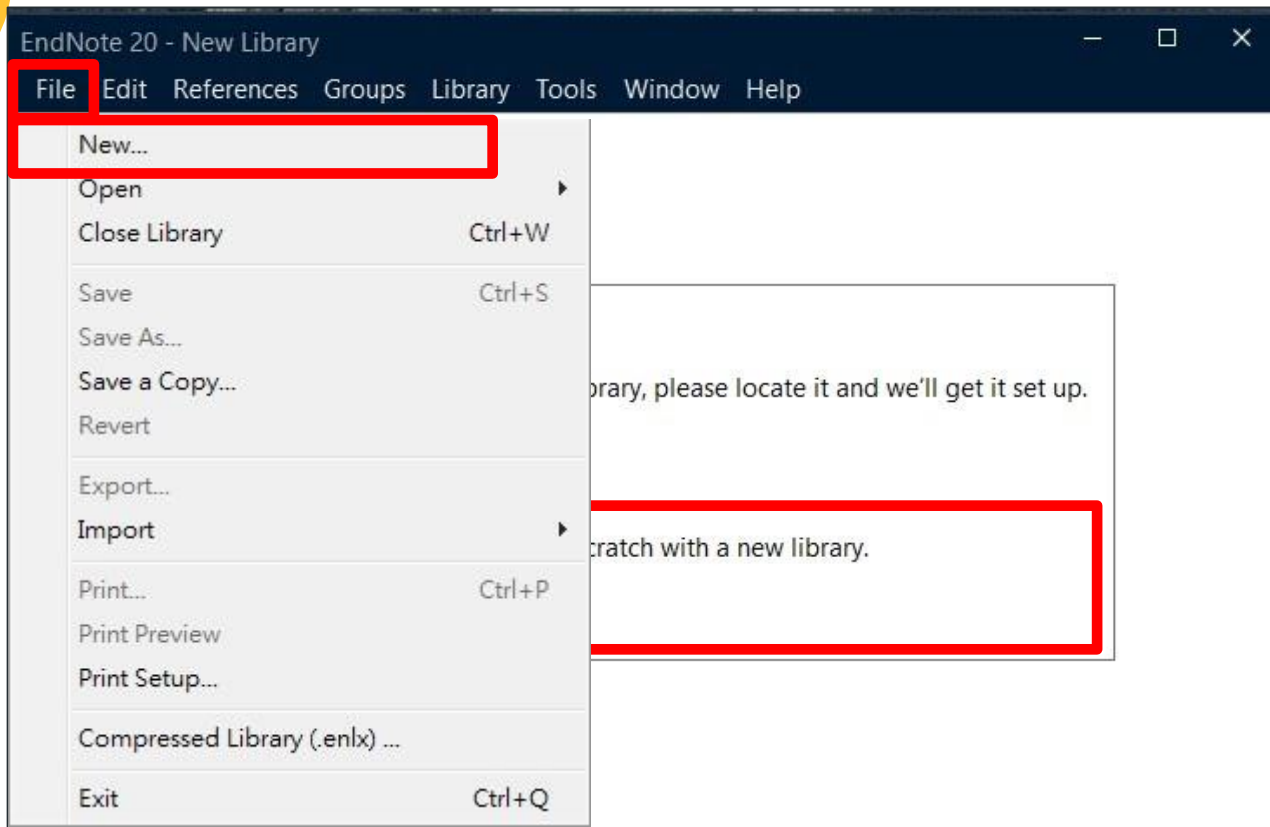 EndNote 20 - New Library
File Edit References Groups Library Tools Window Help
New...
Open
Close Library Ctrl+W
Save Ctrl+S
Save As...
Save a Copy...
Revert
Export...
Import
Print... Ctrl+P
Print Preview
Print Setup...
Compressed Library (.enlx) ...
Exit Ctrl+Q
please locate it and we'll get it set up.
with a new library.